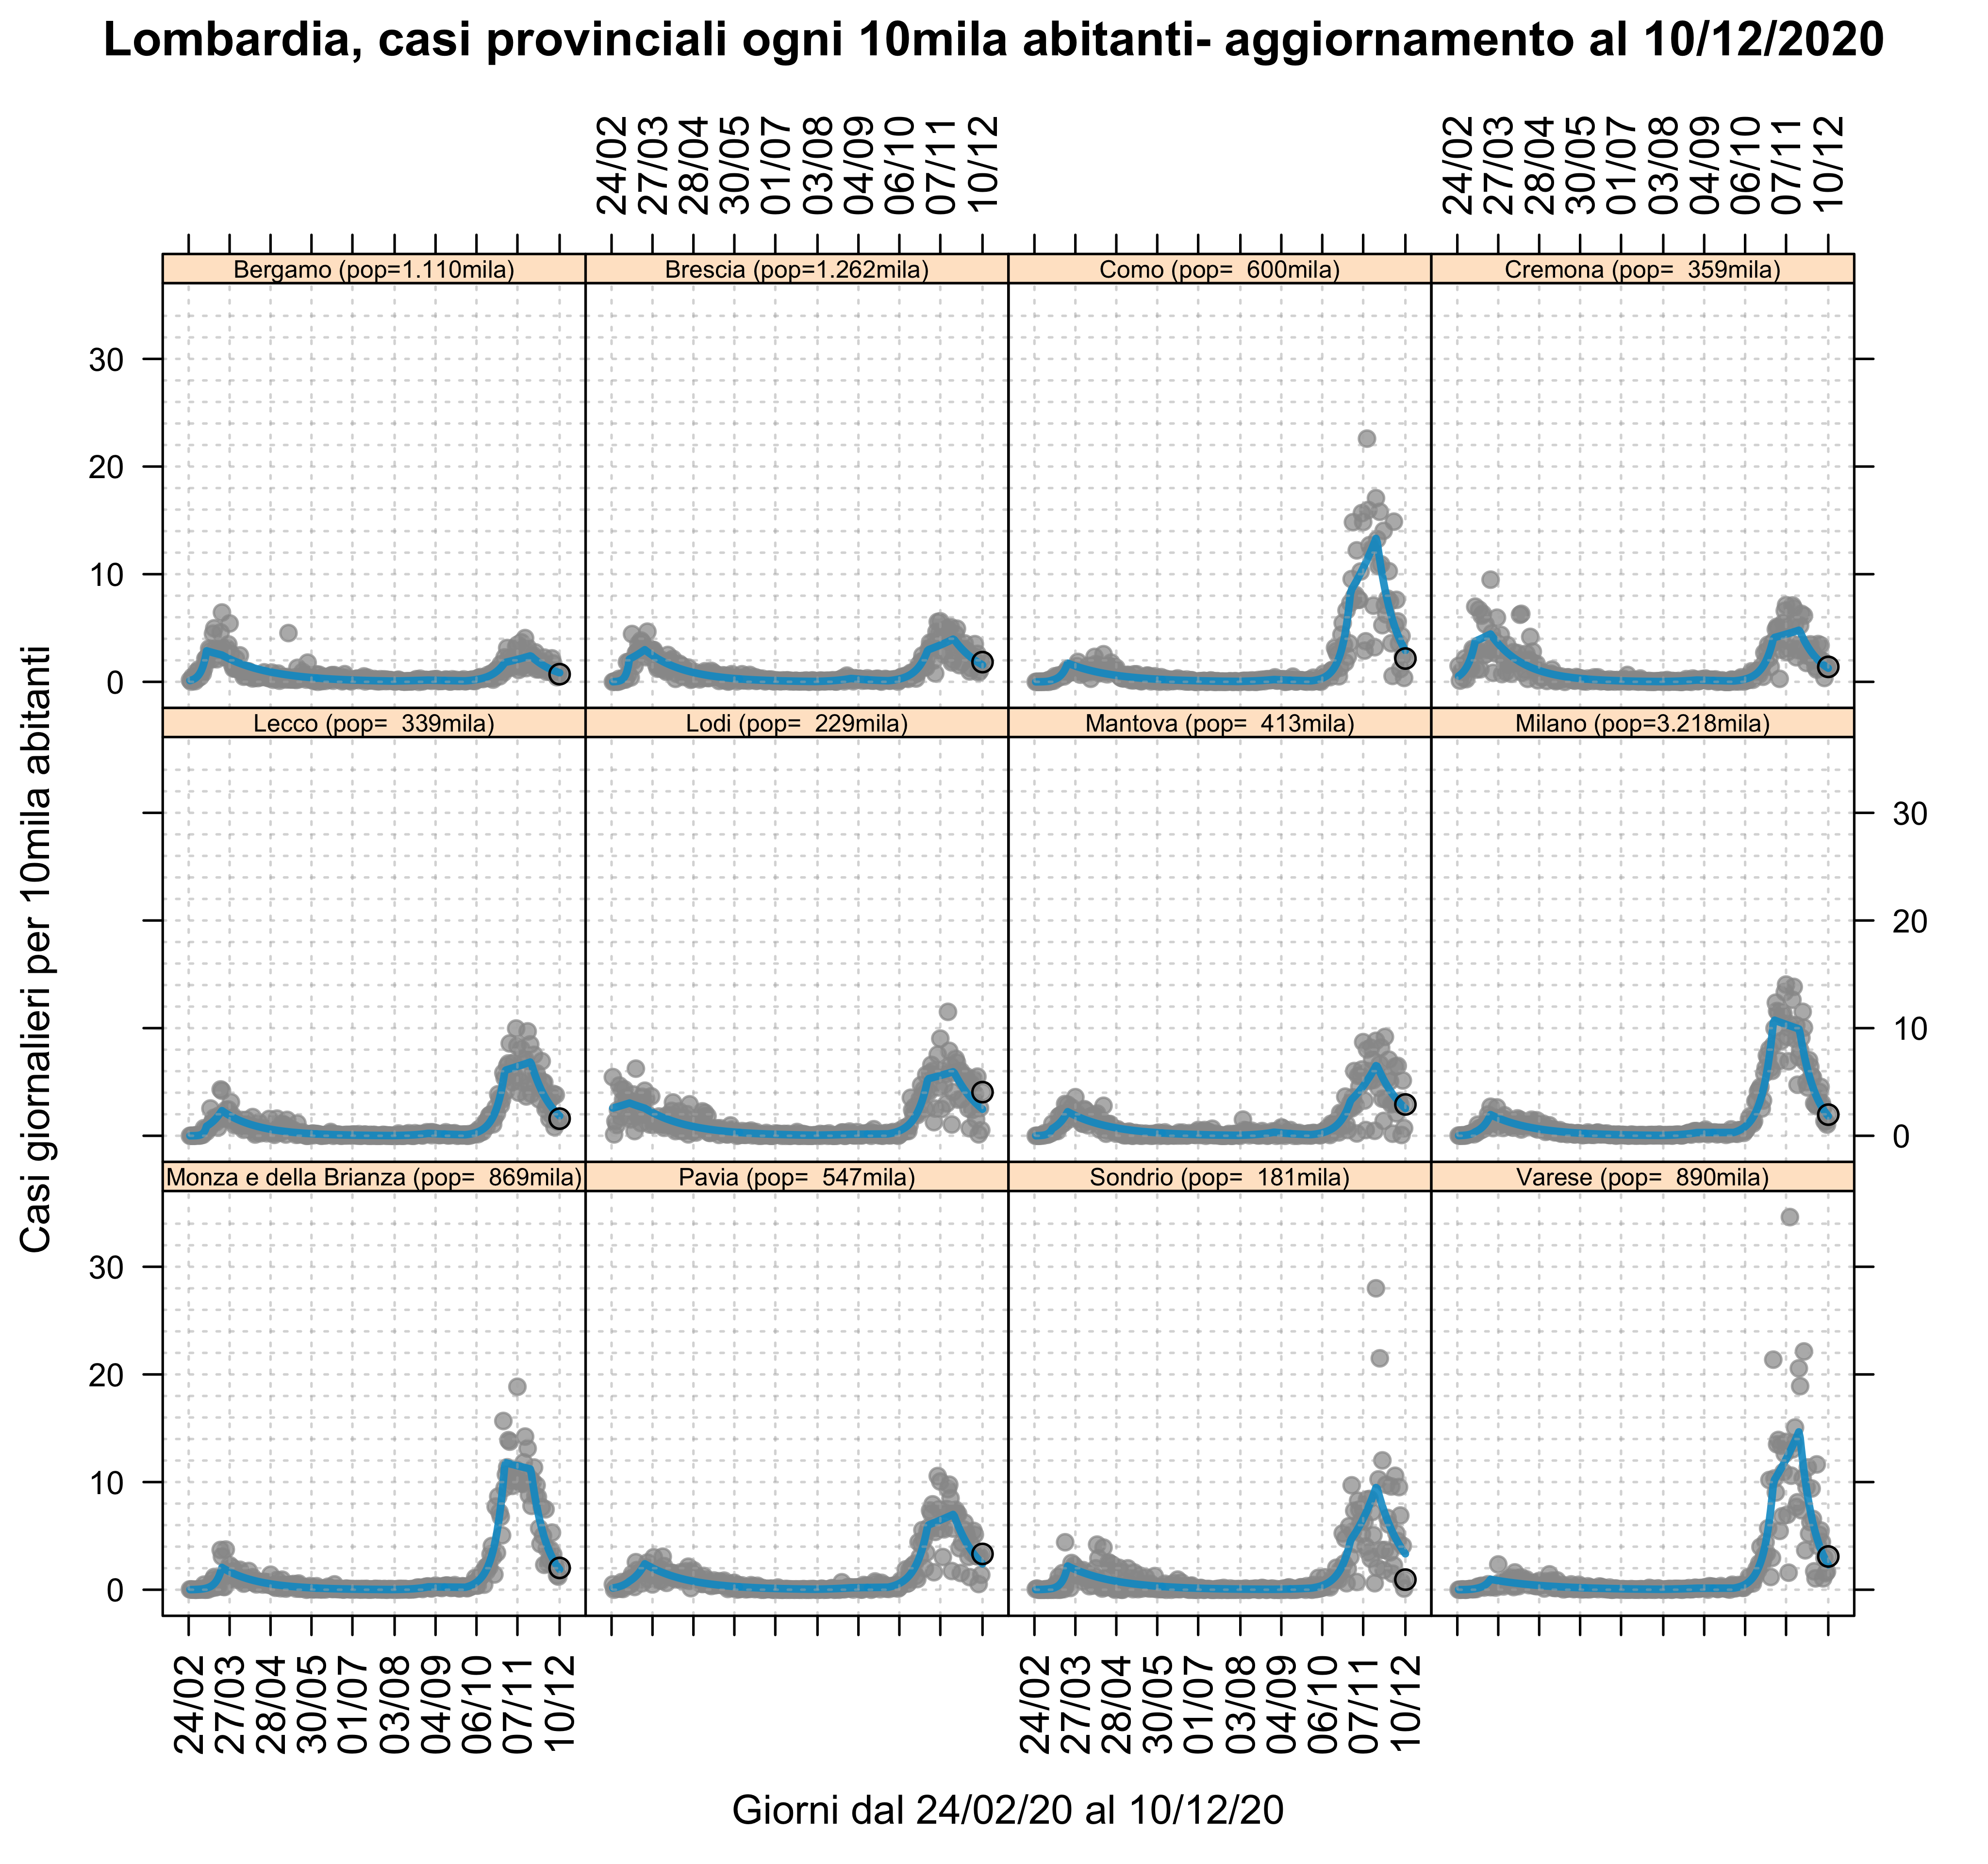 Lombardia, casi provinciali ogni 10mila abitanti- aggiornamento al 10/12/2020
24/02 27/03 28/04 30/05 01/07 03/08 04/09 06/10 07/11 10/12
24/02 27/03 28/04 30/05 01/07 03/08 04/09 06/10 07/11 10/12
Bergamo (pop=1.110mila)
Brescia (pop=1.262mila)
Como (pop=  600mila)
Cremona (pop=  359mila)
30
20
10
0
Lecco (pop=  339mila)
Lodi (pop=  229mila)
Mantova (pop=  413mila)
Milano (pop=3.218mila)
30
20
10
0
Monza e della Brianza (pop=  869mila)
Pavia (pop=  547mila)
Sondrio (pop=  181mila)
Varese (pop=  890mila)
30
20
10
0
24/02 27/03 28/04 30/05 01/07 03/08 04/09 06/10 07/11 10/12
24/02 27/03 28/04 30/05 01/07 03/08 04/09 06/10 07/11 10/12
Casi giornalieri per 10mila abitanti
Giorni dal 24/02/20 al 10/12/20